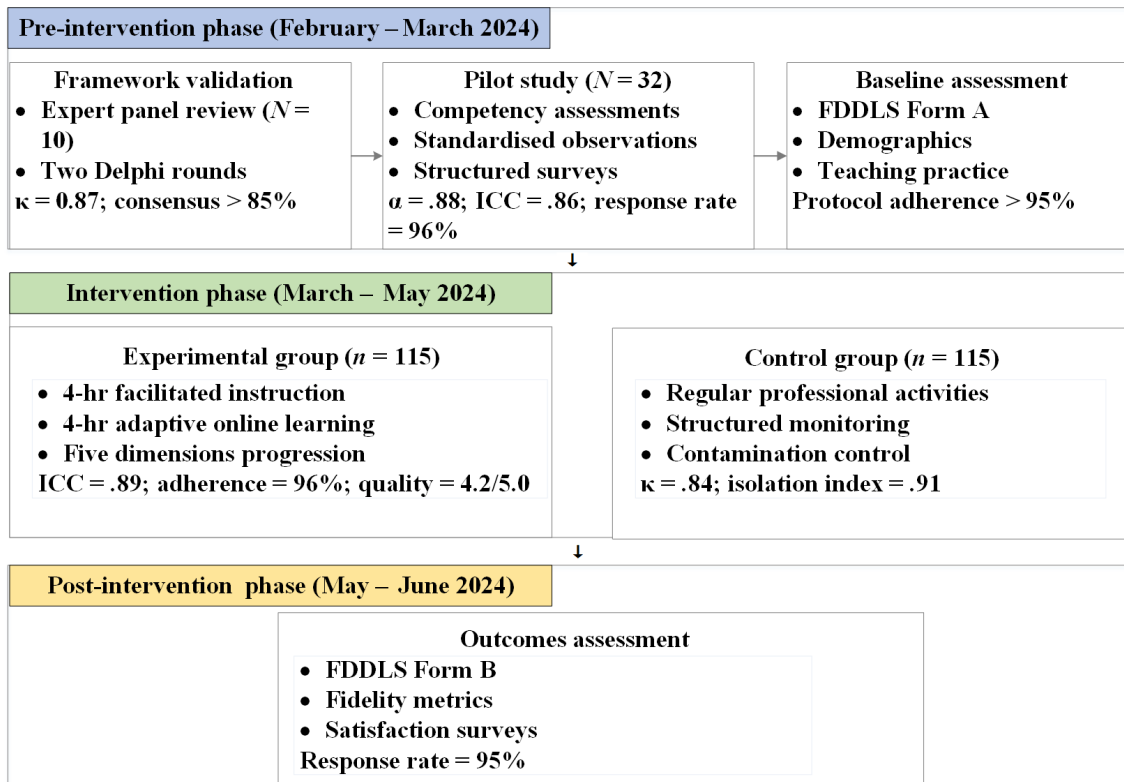 Pre-intervention phase (February – March 2024)
Framework validation
• Expert panel review (N =
10)
• Two Delphi rounds
κ = 0.87; consensus > 85%
Pilot study (N = 32)
• Competency assessments
• Standardised observations
• Structured surveys
α = .88; ICC = .86; response rate
= 96%
Baseline assessment
• FDDLS Form A
• Demographics
• Teaching practice
Protocol adherence > 95%
↓
Intervention phase (March – May 2024)
Experimental group (n = 115)
• 4-hr facilitated instruction
• 4-hr adaptive online learning
• Five dimensions progression
ICC = .89; adherence = 96%; quality = 4.2/5.0
Control group (n = 115)
• Regular professional activities
• Structured monitoring
• Contamination control
κ = .84; isolation index = .91
↓
Post-intervention phase (May – June 2024)
Outcomes assessment
• FDDLS Form B
• Fidelity metrics
• Satisfaction surveys
Response rate = 95%